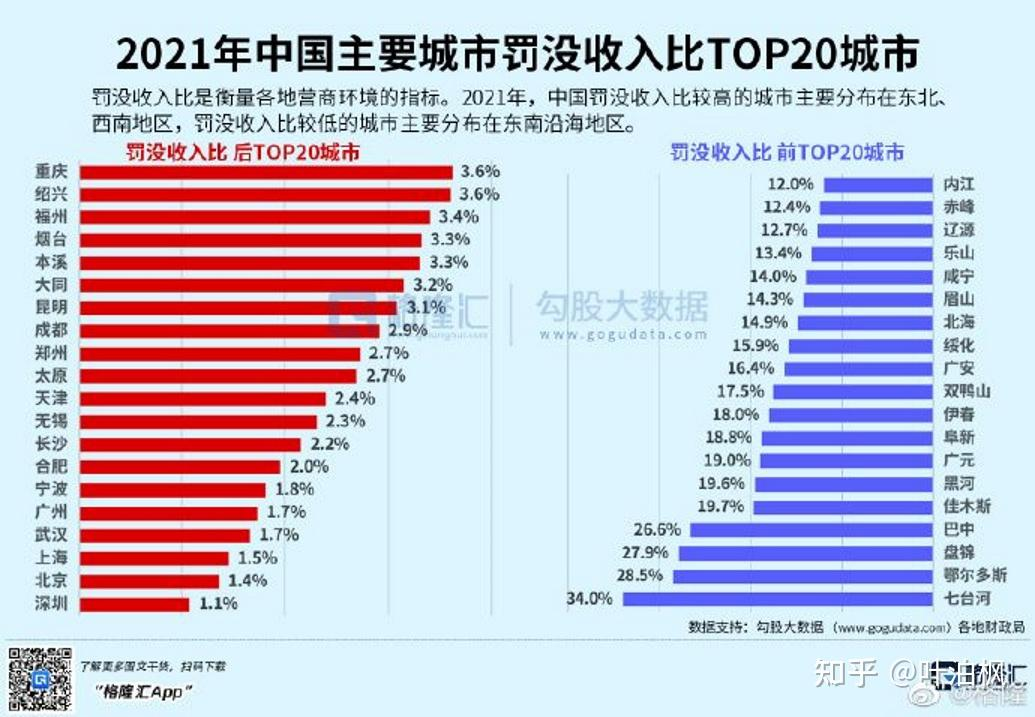 2021年中国主要城市罚没收入比TOP20城市
罚没收入比是衡量各地营商环境的指标。2021年，中国罚没收入比较高的城市主要分布在东北、
西南地区，罚没收入比较低的城市主要分布在东南沿海地区。
罚没收入比 后TOP20城市
重庆 3.6%
绍兴 3.6%
福州 3.4%
烟台 3.3%
本溪 3.3%
大同 3.2%
昆明 3.1%
成都 2.9%
郑州 2.7%
太原 2.7%
天津 2.4%
无锡 2.3%
长沙 2.2%
合肥 2.0%
宁波 1.8%
广州 1.7%
武汉 1.7%
上海 1.5%
北京 1.4%
深圳 1.1%
罚没收入比 前TOP20城市
12.0% 内江
12.4% 赤峰
12.7% 辽源
13.4% 乐山
14.0% 咸宁
14.3% 眉山
14.9% 北海
15.9% 绥化
16.4% 广安
17.5% 双鸭山
18.0% 伊春
18.8% 阜新
19.0% 广元
19.6% 黑河
19.7% 佳木斯
26.6% 巴中
27.9% 盘锦
28.5% 鄂尔多斯
34.0% 七台河
格隆汇 勾股大数据
www.gogudata.com
数据支持：勾股大数据（www.gogudata.com）各地财政局
了解更多图文干货，扫码下载
“格隆汇App”
知乎 @叶油枫
@格隆
汇